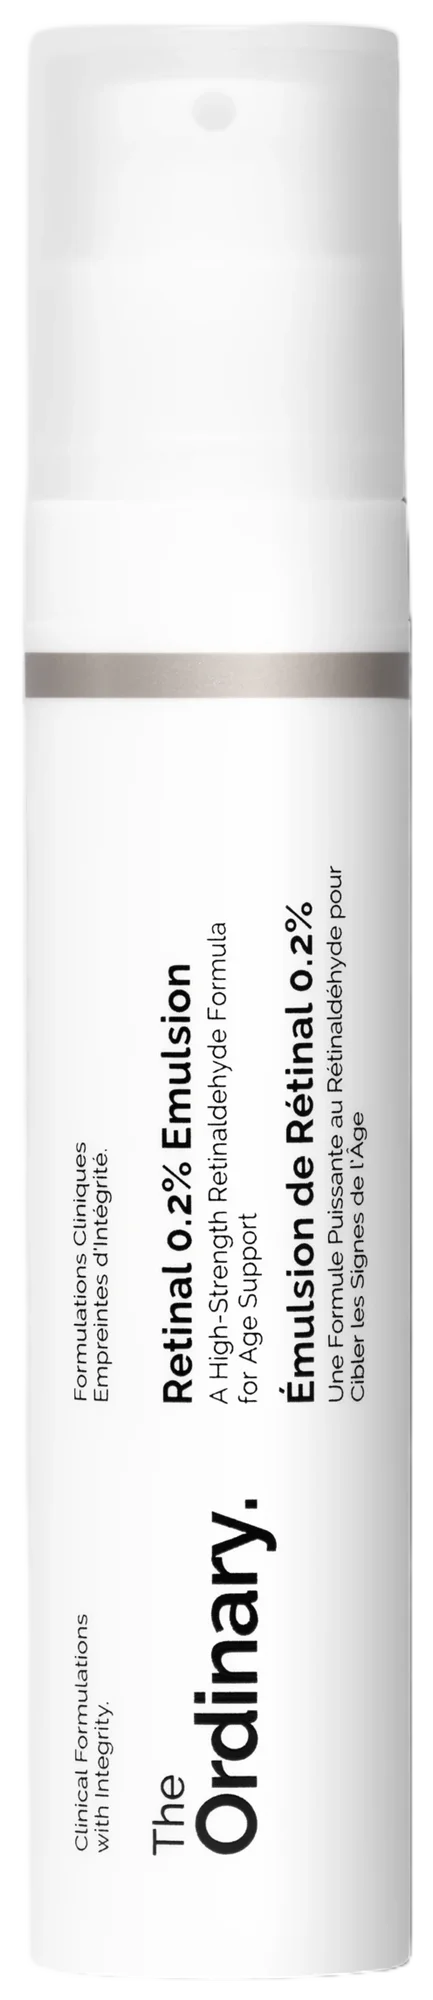 Clinical Formulations
with Integrity.
Formulations Cliniques
Empreintes d'Intégrité.
The
Ordinary.
Retinal 0.2% Emulsion
A High-Strength Retinaldehyde Formula
for Age Support
Émulsion de Rétinal 0.2%
Une Formule Puissante au Rétinaldéhyde pour
Cibler les Signes de l'Âge